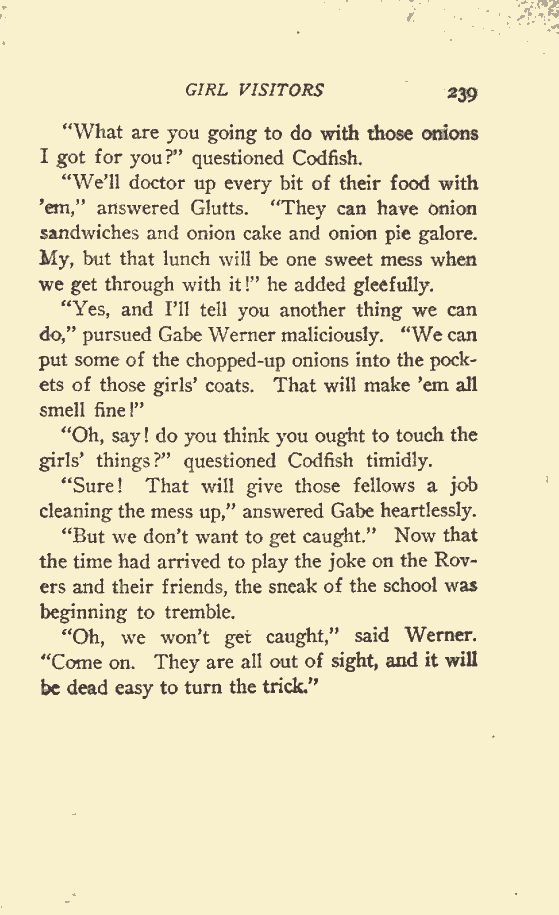 GIRL VISITORS 239
"What are you going to do with those onions
I got for you?" questioned Codfish.
"We'll doctor up every bit of their food with
'em," answered Glutts. "They can have onion
sandwiches and onion cake and onion pie galore.
My, but that lunch will be one sweet mess when
we get through with it!" he added gleefully.
"Yes, and I'll tell you another thing we can
do," pursued Gabe Werner maliciously. "We can
put some of the chopped-up onions into the pock-
ets of those girls' coats. That will make 'em all
smell fine!"
"Oh, say! do you think you ought to touch the
girls' things?" questioned Codfish timidly.
"Sure! That will give those fellows a job
cleaning the mess up," answered Gabe heartlessly.
"But we don't want to get caught." Now that
the time had arrived to play the joke on the Rov-
ers and their friends, the sneak of the school was
beginning to tremble.
"Oh, we won't get caught," said Werner.
"Come on. They are all out of sight, and it will
be dead easy to turn the trick."